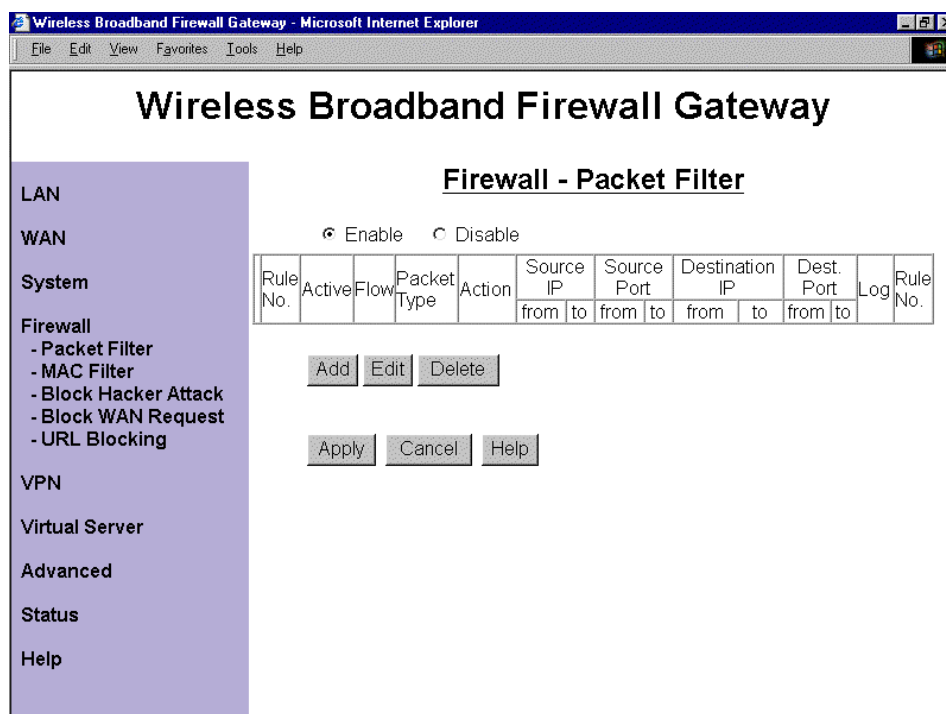 Wireless Broadband Firewall Gateway - Microsoft Internet Explorer
File Edit View Favorites Tools Help
Wireless Broadband Firewall Gateway
LAN
WAN
System
Firewall
- Packet Filter
- MAC Filter
- Block Hacker Attack
- Block WAN Request
- URL Blocking
VPN
Virtual Server
Advanced
Status
Help
Firewall - Packet Filter
Enable Disable
Rule No. Active Flow Packet Type Action Source IP Source Port Destination IP Dest. Port Log Rule No.
from to from to from to from to
Add Edit Delete
Apply Cancel Help